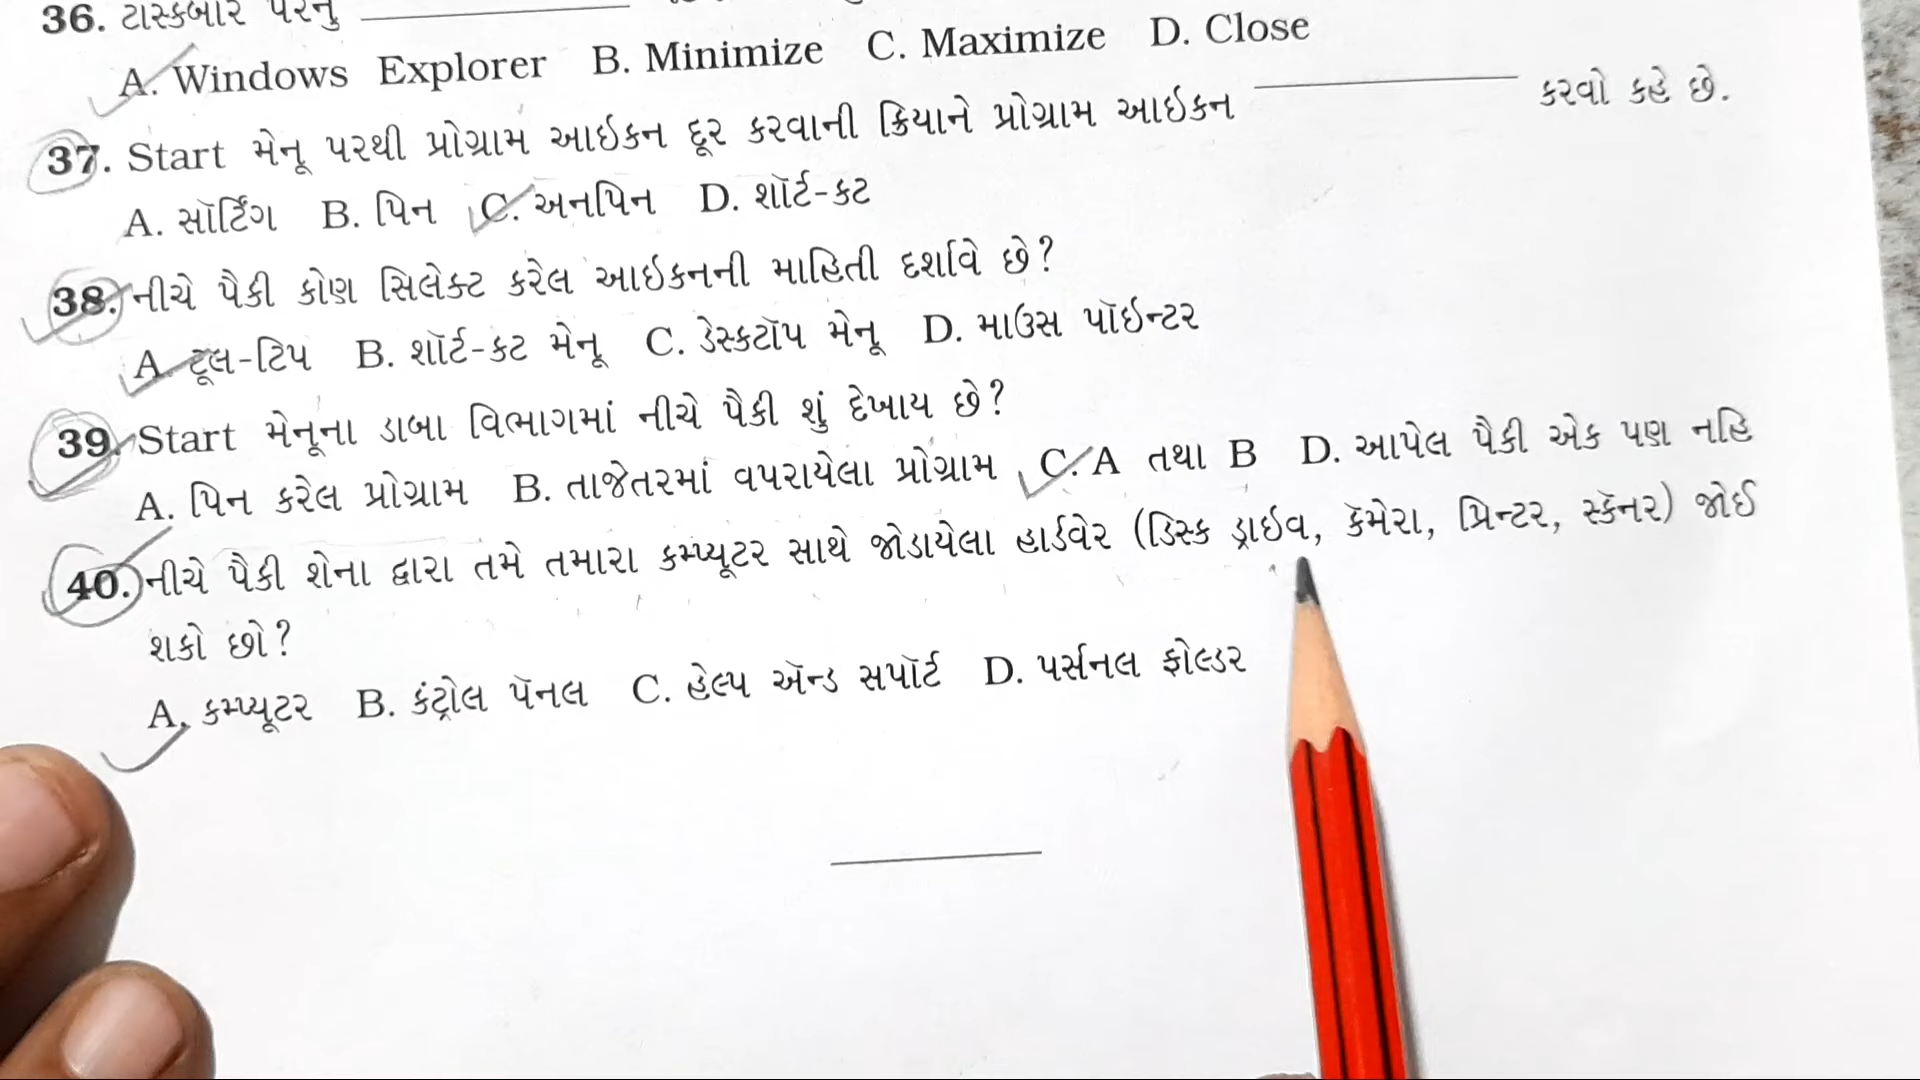 36. ટાસ્કબાર પરનું ____________
A. Windows Explorer B. Minimize C. Maximize D. Close
37. Start મેનૂ પરથી પ્રોગ્રામ આઇકન દૂર કરવાની ક્રિયાને પ્રોગ્રામ આઇકન ____________ કરવો કહે છે.
A. સૉર્ટિંગ B. પિન C. અનપિન D. શૉર્ટ-કટ
38. નીચે પૈકી કોણ સિલેક્ટ કરેલ આઇકનની માહિતી દર્શાવે છે?
A. ટૂલ-ટિપ B. શૉર્ટ-કટ મેનૂ C. ડેસ્કટૉપ મેનૂ D. માઉસ પૉઇન્ટર
39. Start મેનૂના ડાબા વિભાગમાં નીચે પૈકી શું દેખાય છે?
A. પિન કરેલ પ્રોગ્રામ B. તાજેતરમાં વપરાયેલા પ્રોગ્રામ C. A તથા B D. આપેલ પૈકી એક પણ નહિ
40. નીચે પૈકી શેના દ્વારા તમે તમારા કમ્પ્યૂટર સાથે જોડાયેલા હાર્ડવેર (ડિસ્ક ડ્રાઇવ, કૅમેરા, પ્રિન્ટર, સ્કૅનર) જોઈ
શકો છો?
A. કમ્પ્યૂટર B. કંટ્રોલ પૅનલ C. હેલ્પ ઍન્ડ સપૉર્ટ D. પર્સનલ ફોલ્ડર